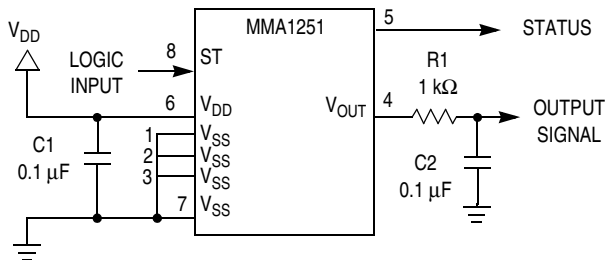 V_DD
LOGIC INPUT
8
ST
MMA1251
5
STATUS
6
V_DD
V_OUT
4
R1
1 kΩ
OUTPUT SIGNAL
C1
0.1 μF
1
V_SS
2
V_SS
3
V_SS
7
V_SS
C2
0.1 μF